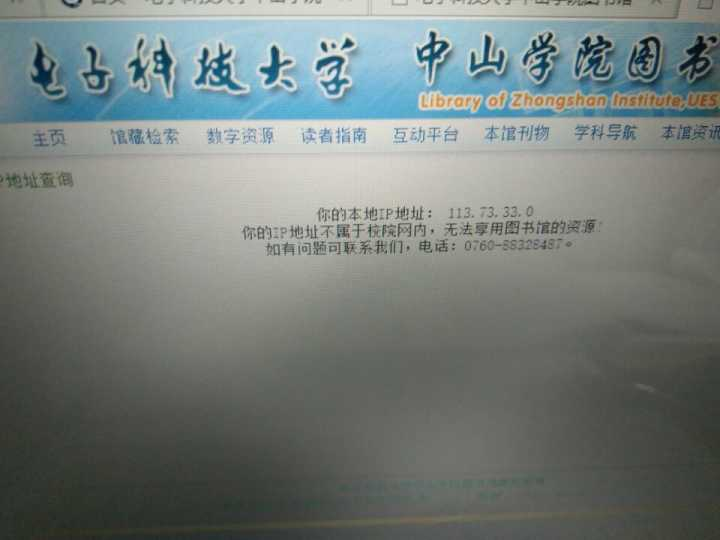 电子科技大学 中山学院图书
Library of Zhongshan Institute,UES
主页 馆藏检索 数字资源 读者指南 互动平台 本馆刊物 学科导航 本馆资讯
地址查询
你的本地IP地址： 113.73.33.0
你的IP地址不属于校院网内，无法享用图书馆的资源！
如有问题可联系我们，电话：0760-88328487。